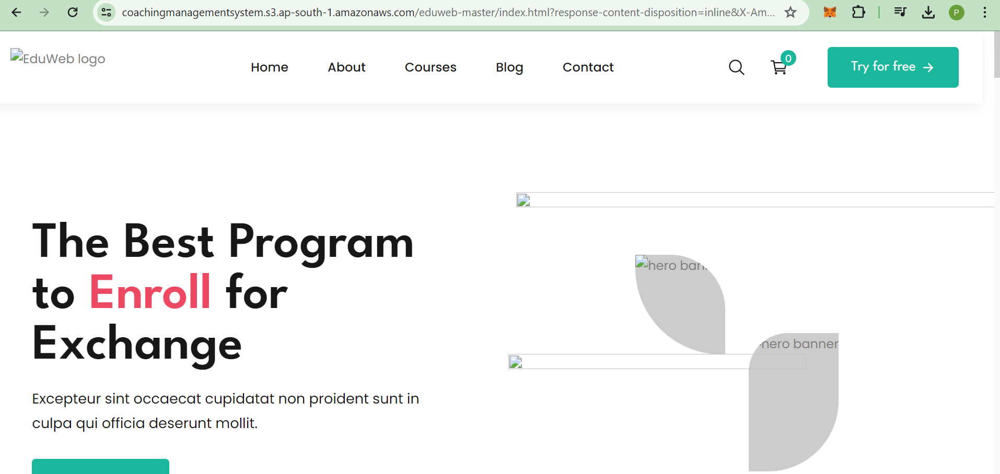 coachingmanagementsystem.s3.ap-south-1.amazonaws.com/eduweb-master/index.html?response-content-disposition=inline&X-Am...
P
EduWeb logo
Home About Courses Blog Contact
0
Try for free →
The Best Program
to Enroll for
Exchange
hero ban
hero banner
Excepteur sint occaecat cupidatat non proident sunt in
culpa qui officia deserunt mollit.